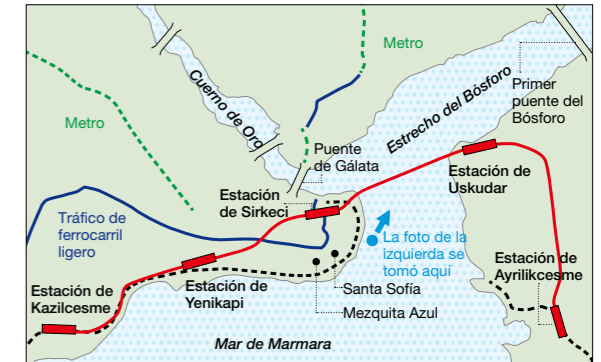 Metro
Cuerno de Oro
Estrecho del Bósforo
Primer
puente del
Bósforo
Metro
Puente
de Gálata
Estación
de Sirkeci
Estación de
Uskudar
Tráfico de
ferrocarril
ligero
La foto de la
izquierda se
tomó aquí
Estación de
Ayrilikcesme
Estación de
Kazilcesme
Estación de
Yenikapi
Santa Sofía
Mezquita Azul
Mar de Marmara